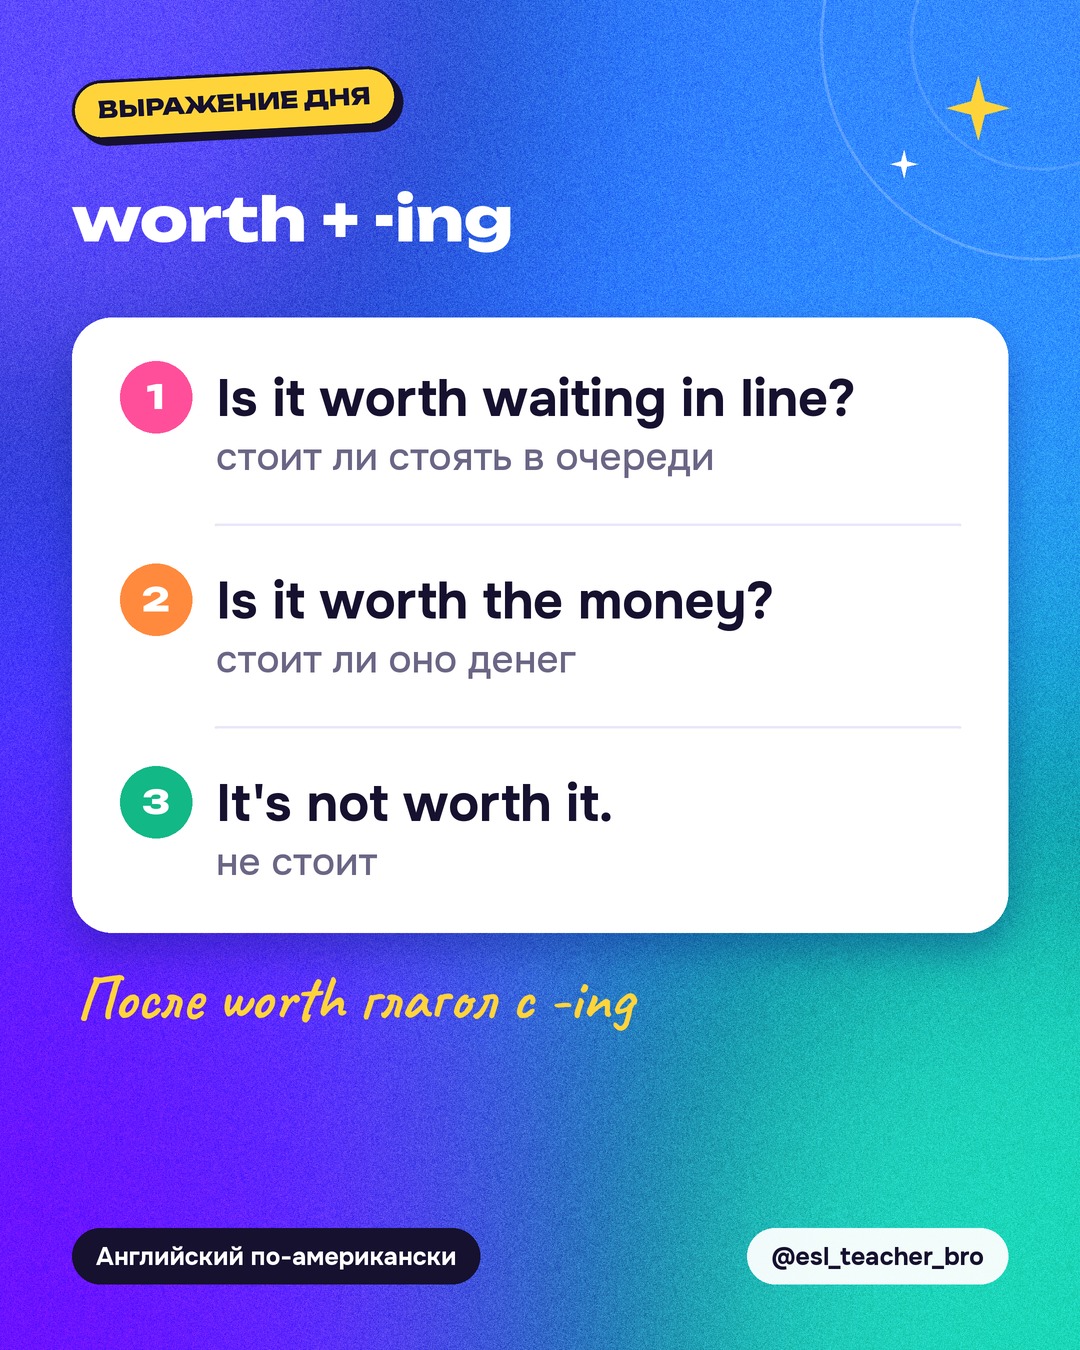 ВЫРАЖЕНИЕ ДНЯ
worth + -ing
1 Is it worth waiting in line?
стоит ли стоять в очереди
2 Is it worth the money?
стоит ли оно денег
3 It's not worth it.
не стоит
После worth глагол с -ing
Английский по-американски
@esl_teacher_bro